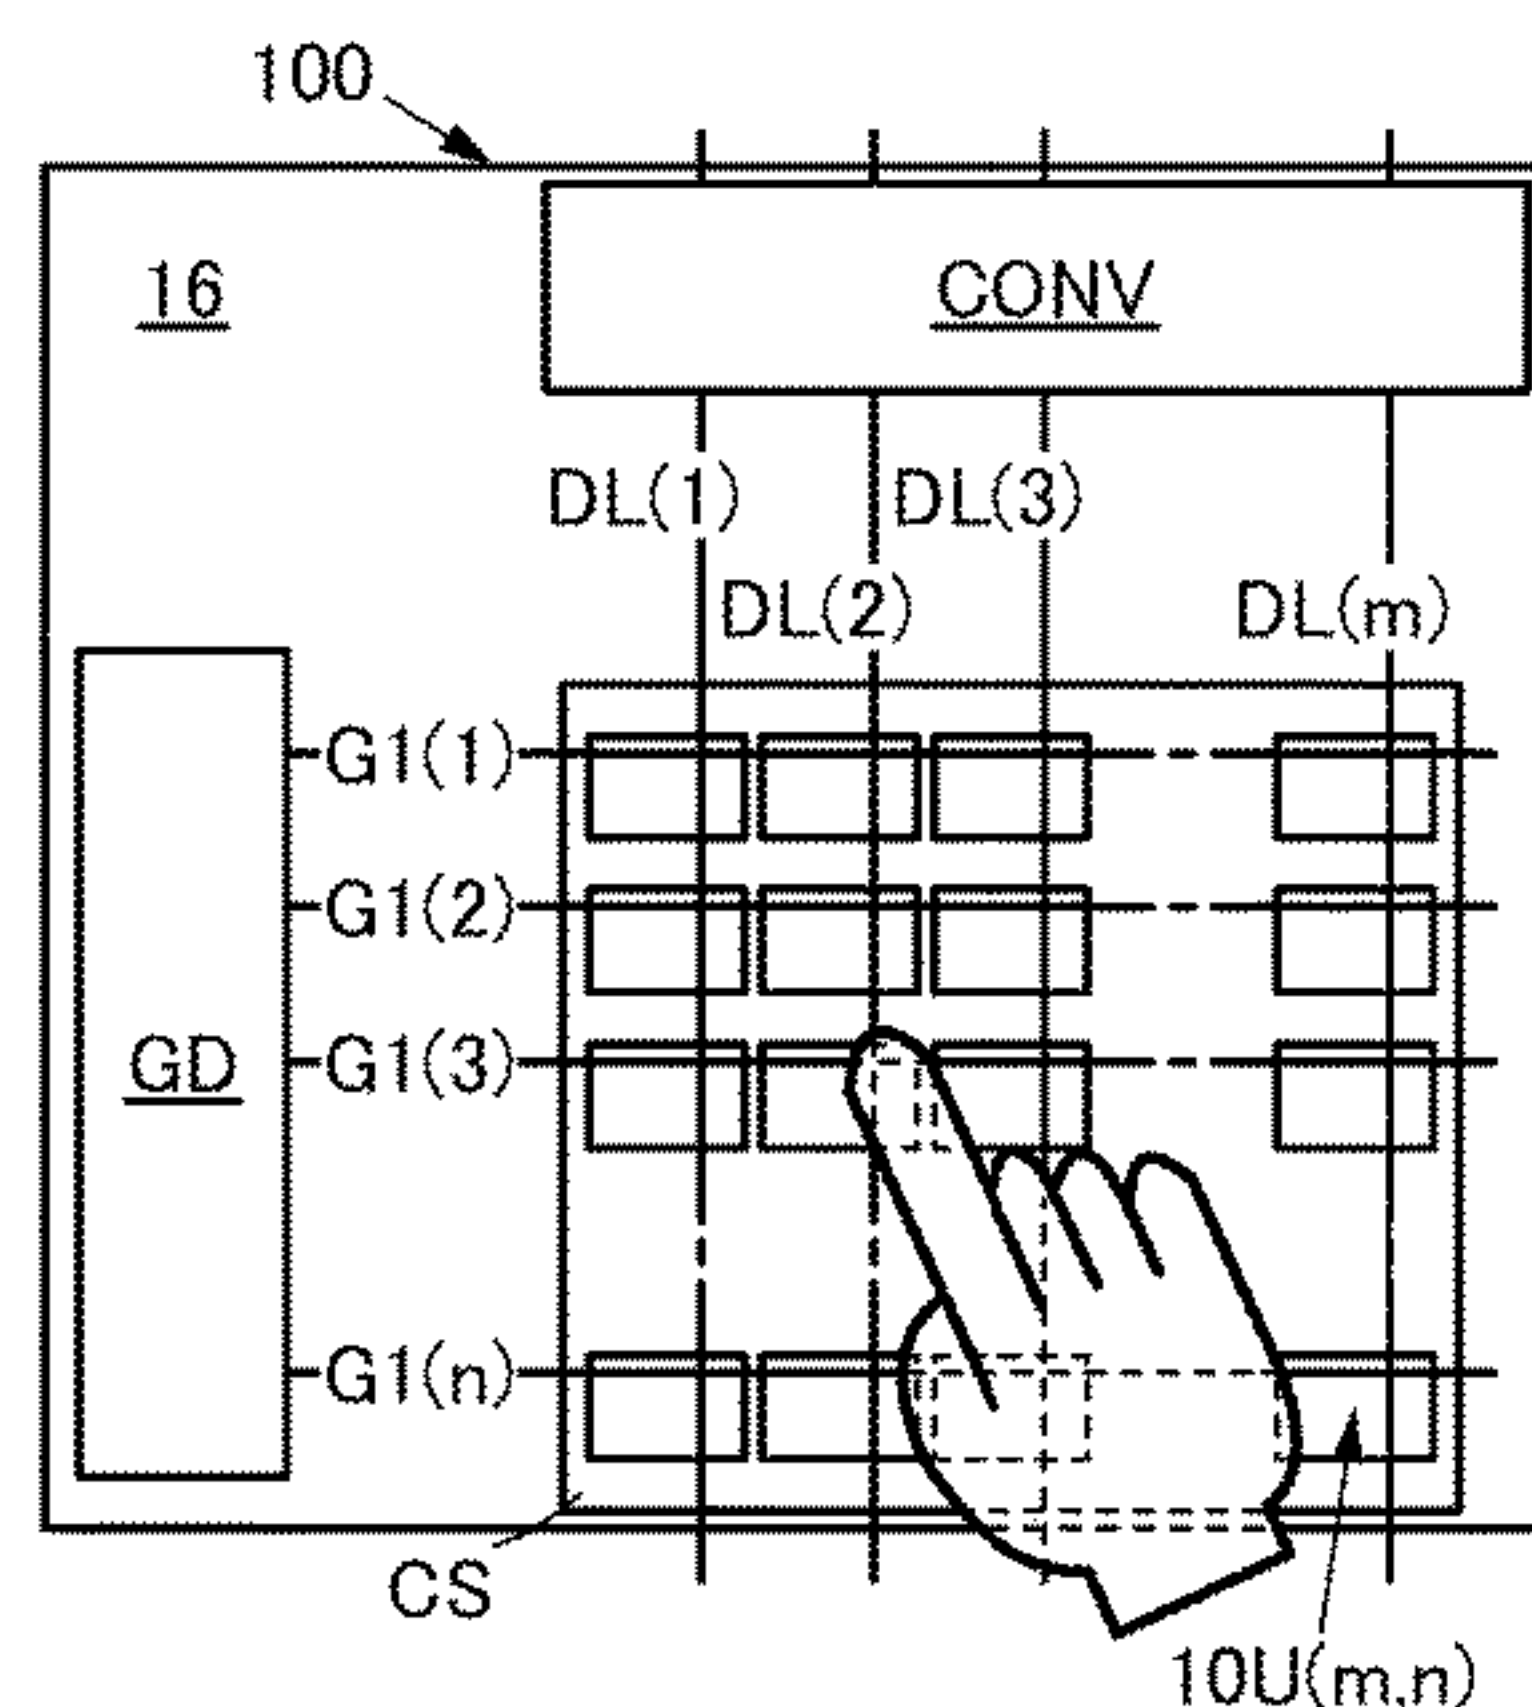 100
16
CONV
DL(1)
DL(3)
DL(2)
DL(m)
G1(1)
G1(2)
GD
G1(3)
G1(n)
CS
10U(m,n)